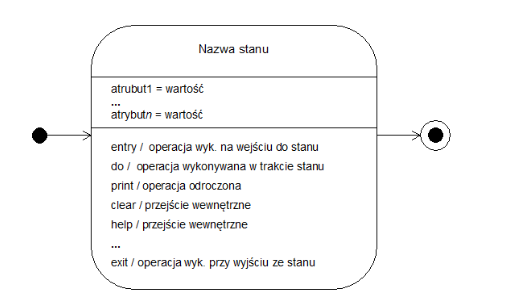 Nazwa stanu
atrubut1 = wartość
...
atrybutn = wartość
entry / operacja wyk. na wejściu do stanu
do / operacja wykonywana w trakcie stanu
print / operacja odroczona
clear / przejście wewnętrzne
help / przejście wewnętrzne
...
exit / operacja wyk. przy wyjściu ze stanu